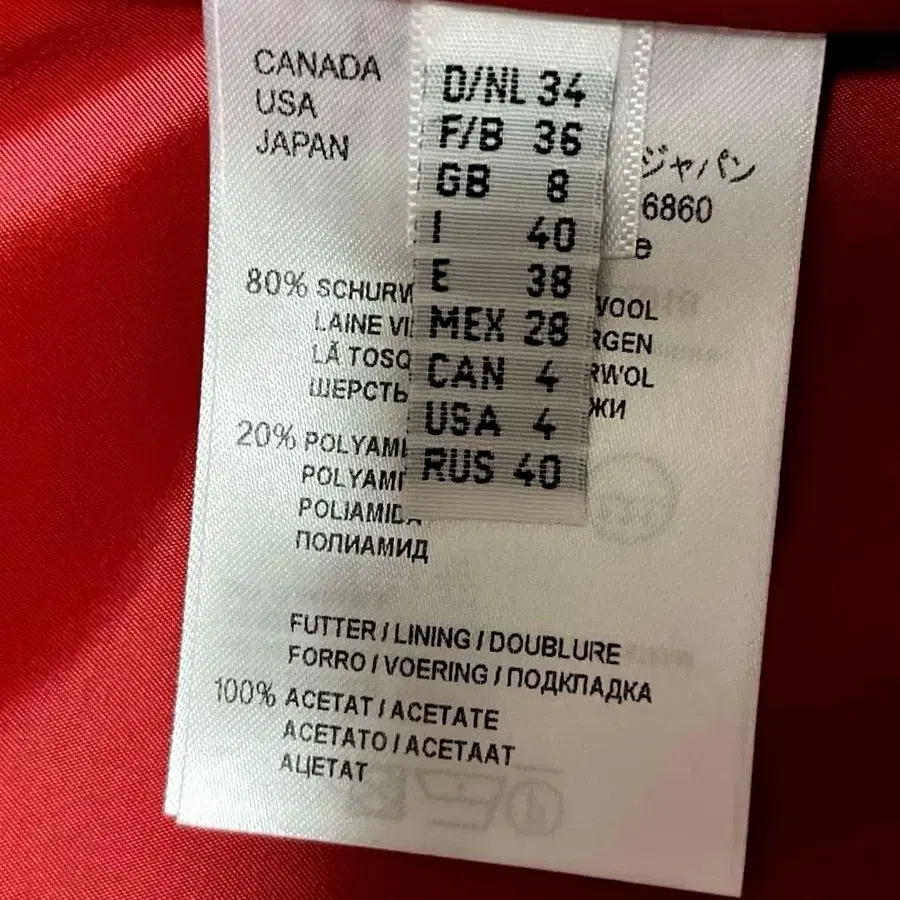 CANADA
USA
JAPAN
D/NL 34
F/B 36
GB 8
I 40
E 38
MEX 28
CAN 4
USA 4
RUS 40
ジャパン
6860
80% SCHURW
LAINE VI
LÃ TOSQ
ШЕРСТЬ
WOOL
RGEN
RWOL
ЖИ
20% POLYAMI
POLYAMI
POLIAMIDA
ПОЛИАМИД
FUTTER / LINING / DOUBLURE
FORRO / VOERING / ПОДКЛАДКА
100% ACETAT / ACETATE
ACETATO / ACETAAT
АЦЕТАТ